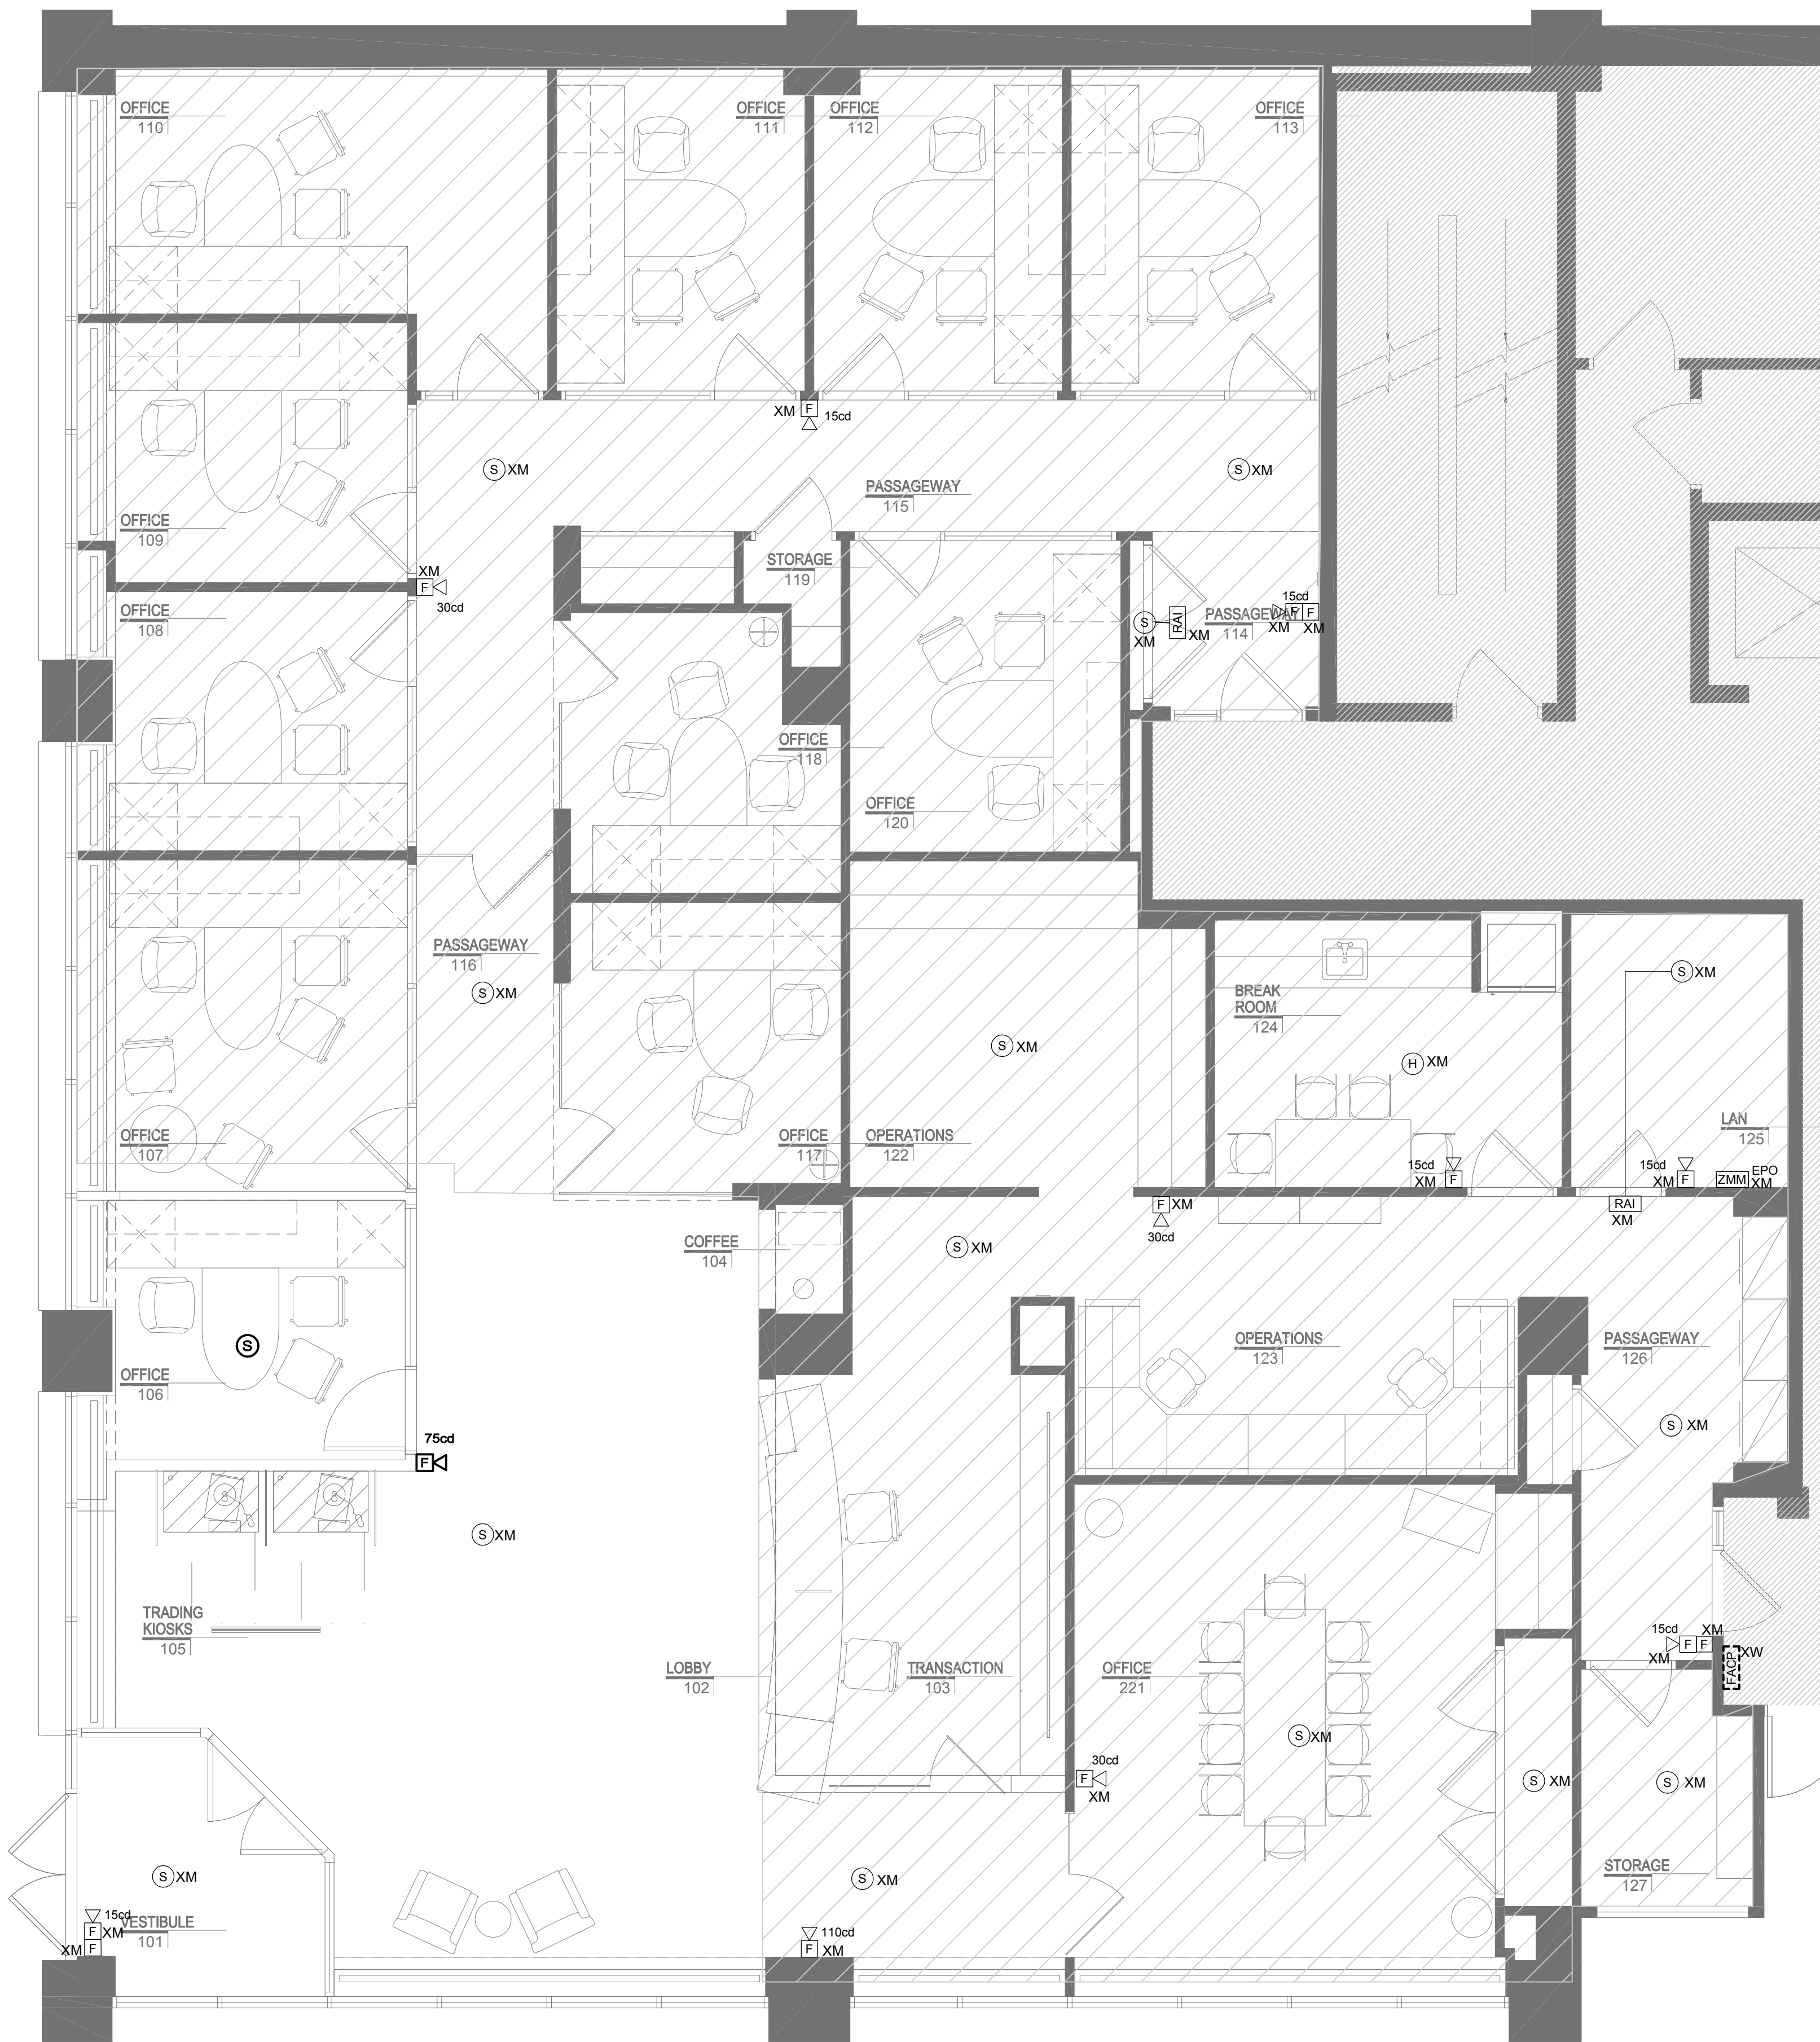 OFFICE
110
OFFICE
111
OFFICE
112
OFFICE
113
XM F 15cd
S XM
S XM
PASSAGEWAY
115
OFFICE
109
STORAGE
119
XM
F
30cd
OFFICE
108
S
XM
RAI
XM
PASSAGEWAY
114
15cd
F F
XM XM
OFFICE
118
OFFICE
120
PASSAGEWAY
116
S XM
S XM
BREAK
ROOM
124
H XM
S XM
LAN
125
OFFICE
107
OFFICE
117
OPERATIONS
122
15cd
XM F
15cd
XM F
ZMM EPO
XM
RAI
XM
F XM
30cd
COFFEE
104
S XM
OPERATIONS
123
PASSAGEWAY
126
S
OFFICE
106
75cd
F
S XM
S XM
TRADING
KIOSKS
105
LOBBY
102
TRANSACTION
103
OFFICE
221
15cd XM
F F
XM
FACP
XW
S XM
30cd
F
XM
S XM
S XM
S XM
S XM
STORAGE
127
15cd
F XM
XM F
VESTIBULE
101
110cd
F XM